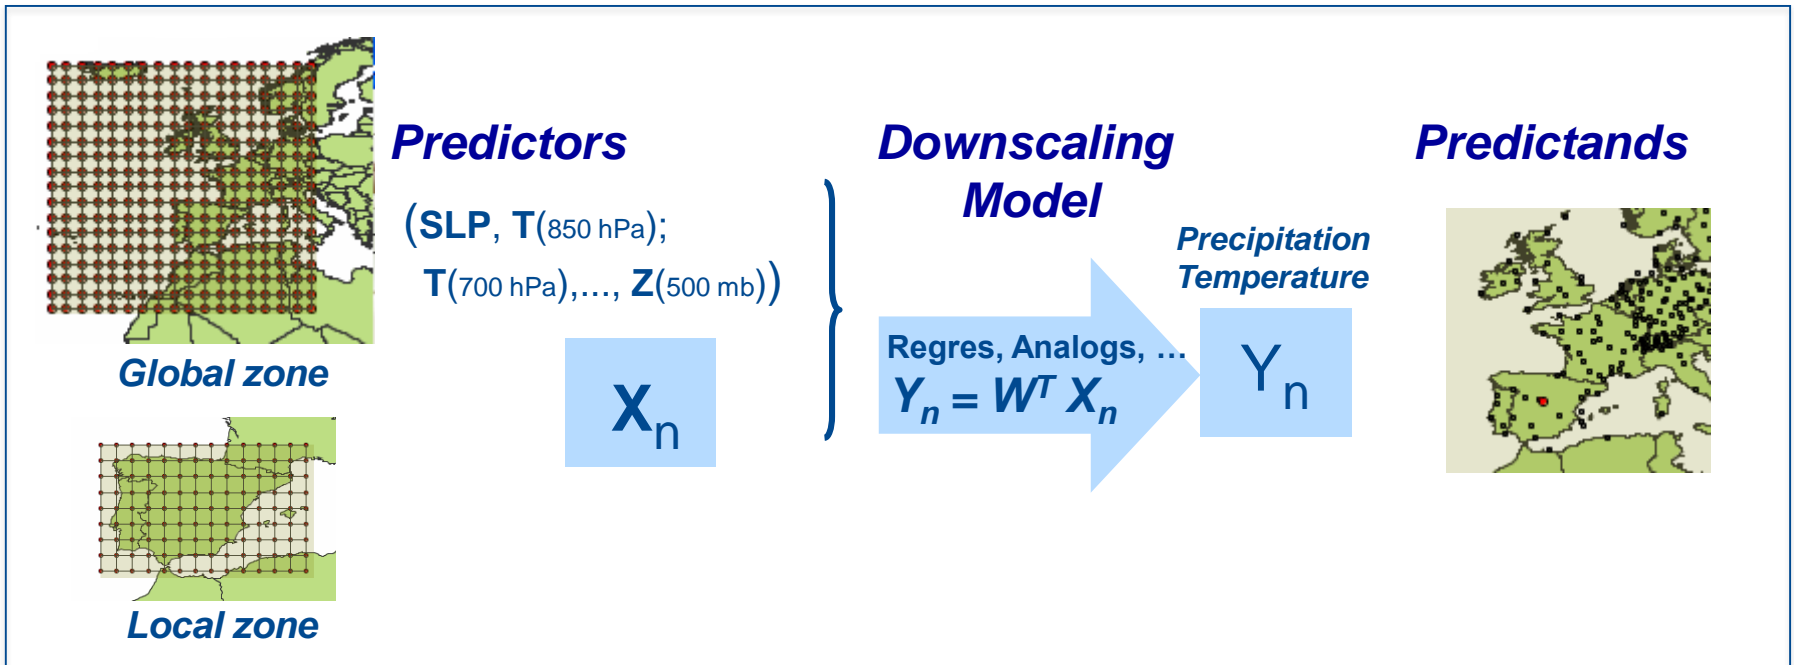 Predictors
(SLP, T(850 hPa);
T(700 hPa),..., Z(500 mb))
Xn
Global zone
Local zone
Downscaling
Model
Regres, Analogs, ...
Yn = W^T Xn
Precipitation
Temperature
Yn
Predictands